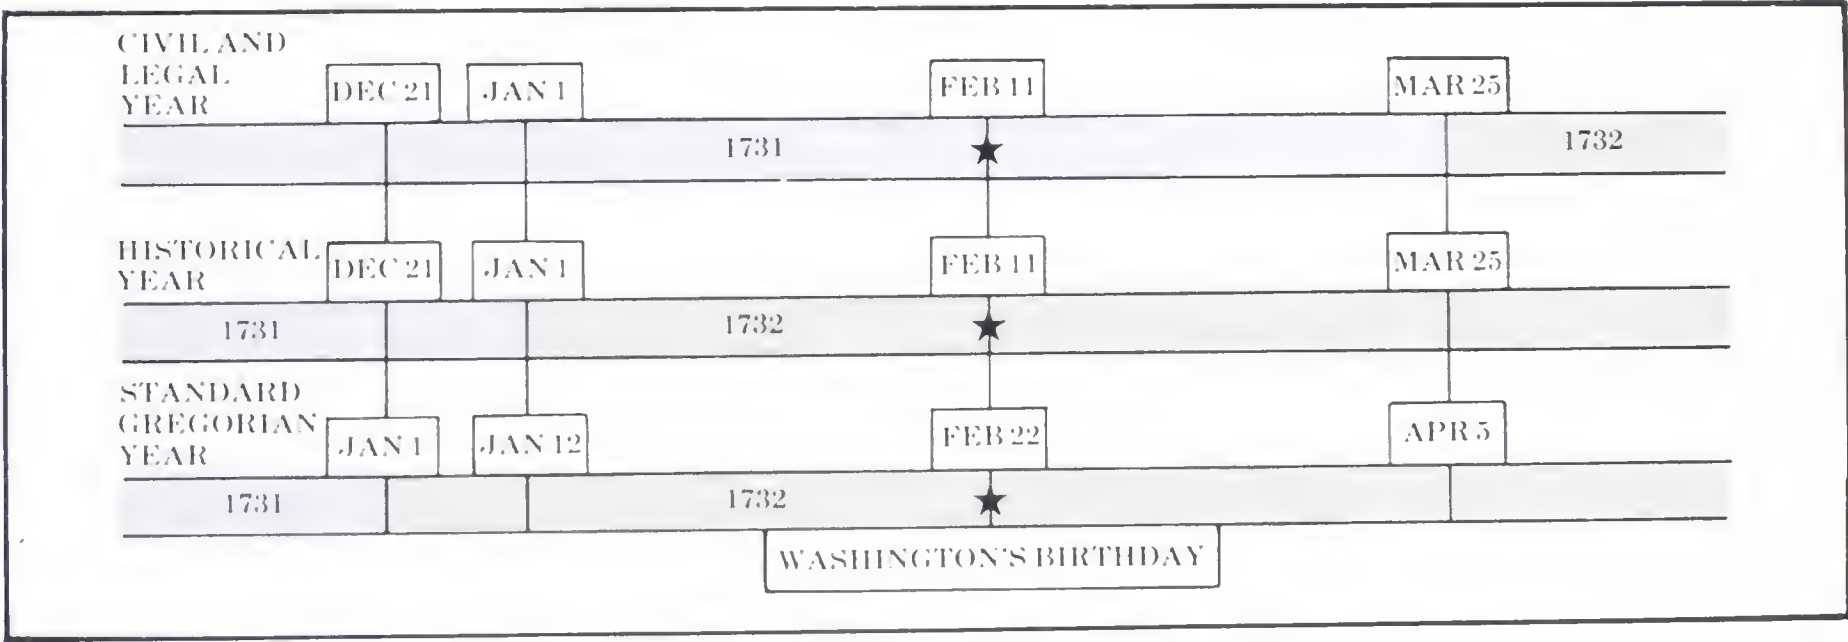 CIVIL AND
LEGAL
YEAR
DEC 21
JAN 1
FEB 11
MAR 25
1731
1732
HISTORICAL
YEAR
DEC 21
JAN 1
FEB 11
MAR 25
1731
1732
STANDARD
GREGORIAN
YEAR
JAN 1
JAN 12
FEB 22
APR 5
1731
1732
WASHINGTON'S BIRTHDAY